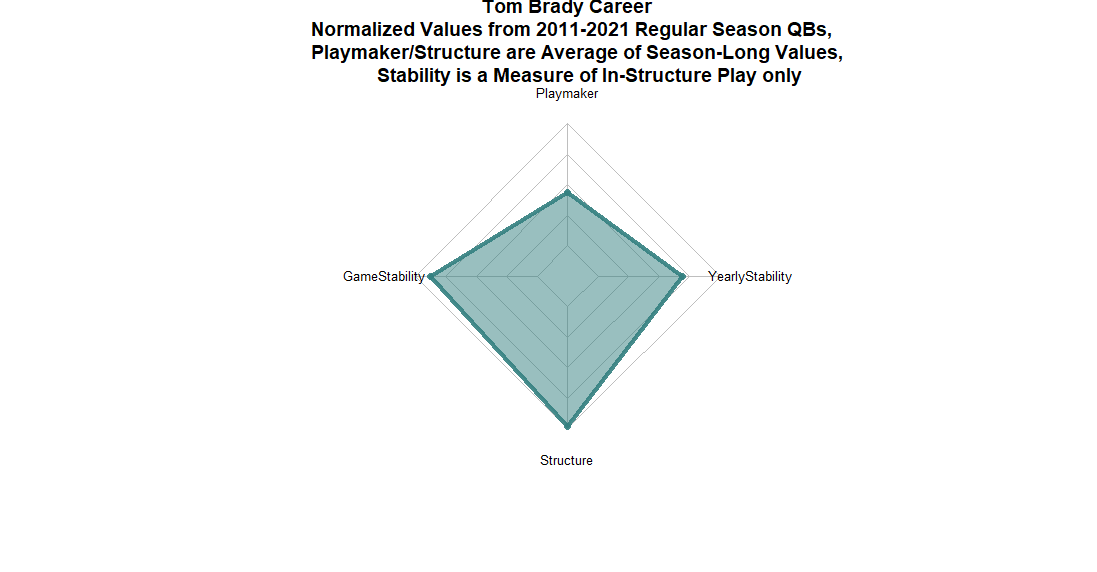 Tom Brady Career
Normalized Values from 2011-2021 Regular Season QBs,
Playmaker/Structure are Average of Season-Long Values,
Stability is a Measure of In-Structure Play only
Playmaker
GameStability
YearlyStability
Structure